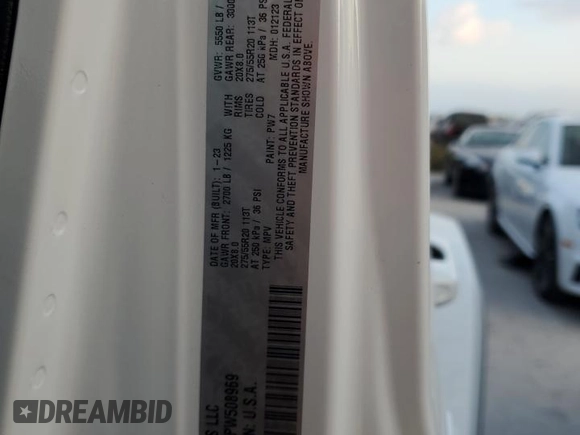 S LLC
PW508969
N: U.S.A.
DATE OF MFR (BUILT): 1-23 GVWR: 5550 LB /
GAWR FRONT: 2700 LB / 1225 KG WITH GAWR REAR: 3000
20X8.0 RIMS 20X8.0
275/55R20 113T TIRES 275/55R20 113T
AT 250 kPa / 36 PSI COLD AT 250 kPa / 36 PSI
TYPE: MPV PAINT: PW7 MDH: 012123
THIS VEHICLE CONFORMS TO ALL APPLICABLE U.S.A. FEDERAL
SAFETY AND THEFT PREVENTION STANDARDS IN EFFECT O
MANUFACTURE SHOWN ABOVE.
DREAMBID